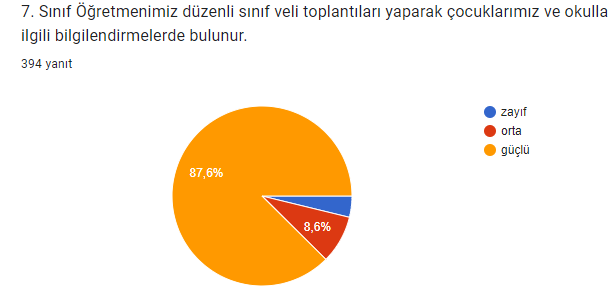 7. Sınıf Öğretmenimiz düzenli sınıf veli toplantıları yaparak çocuklarımız ve okulla
ilgili bilgilendirmelerde bulunur.
394 yanıt
zayıf
orta
güçlü
87,6%
8,6%